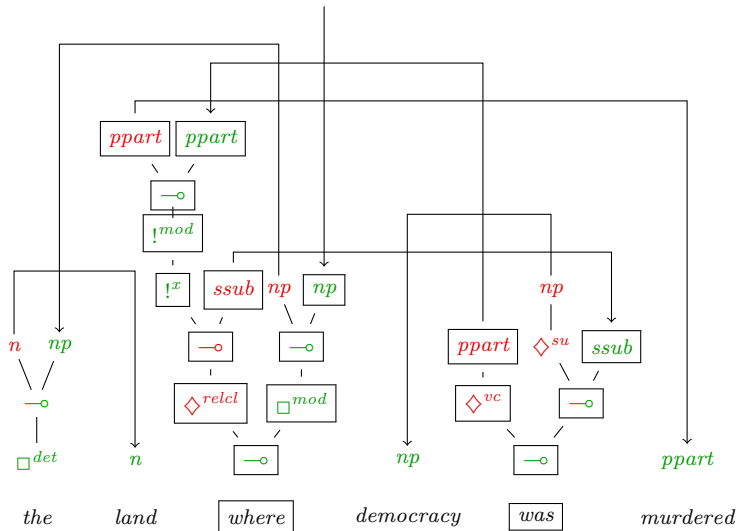 ppart ppart
⊸
!mod
!x ssub np np np
n np ⊸ ⊸ ppart ◇su ssub
⊸ ◇relcl □mod ◇vc ⊸
□det n ⊸ np ⊸ ppart
the land where democracy was murdered